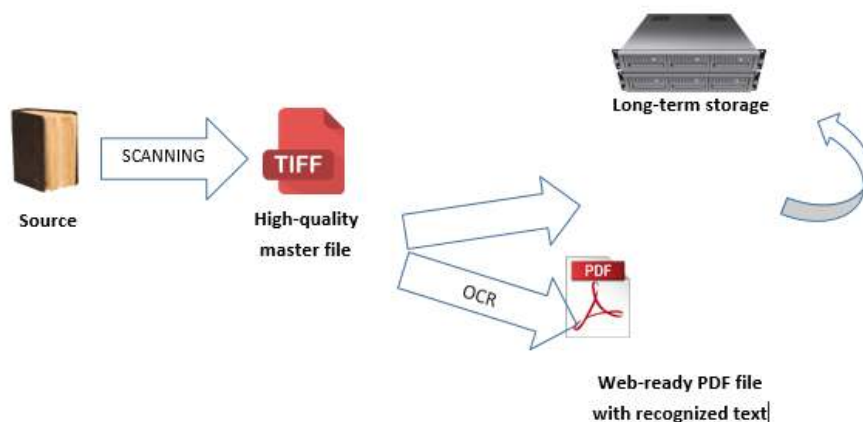 Long-term storage
SCANNING
TIFF
Source
High-quality
master file
PDF
OCR
Web-ready PDF file
with recognized text